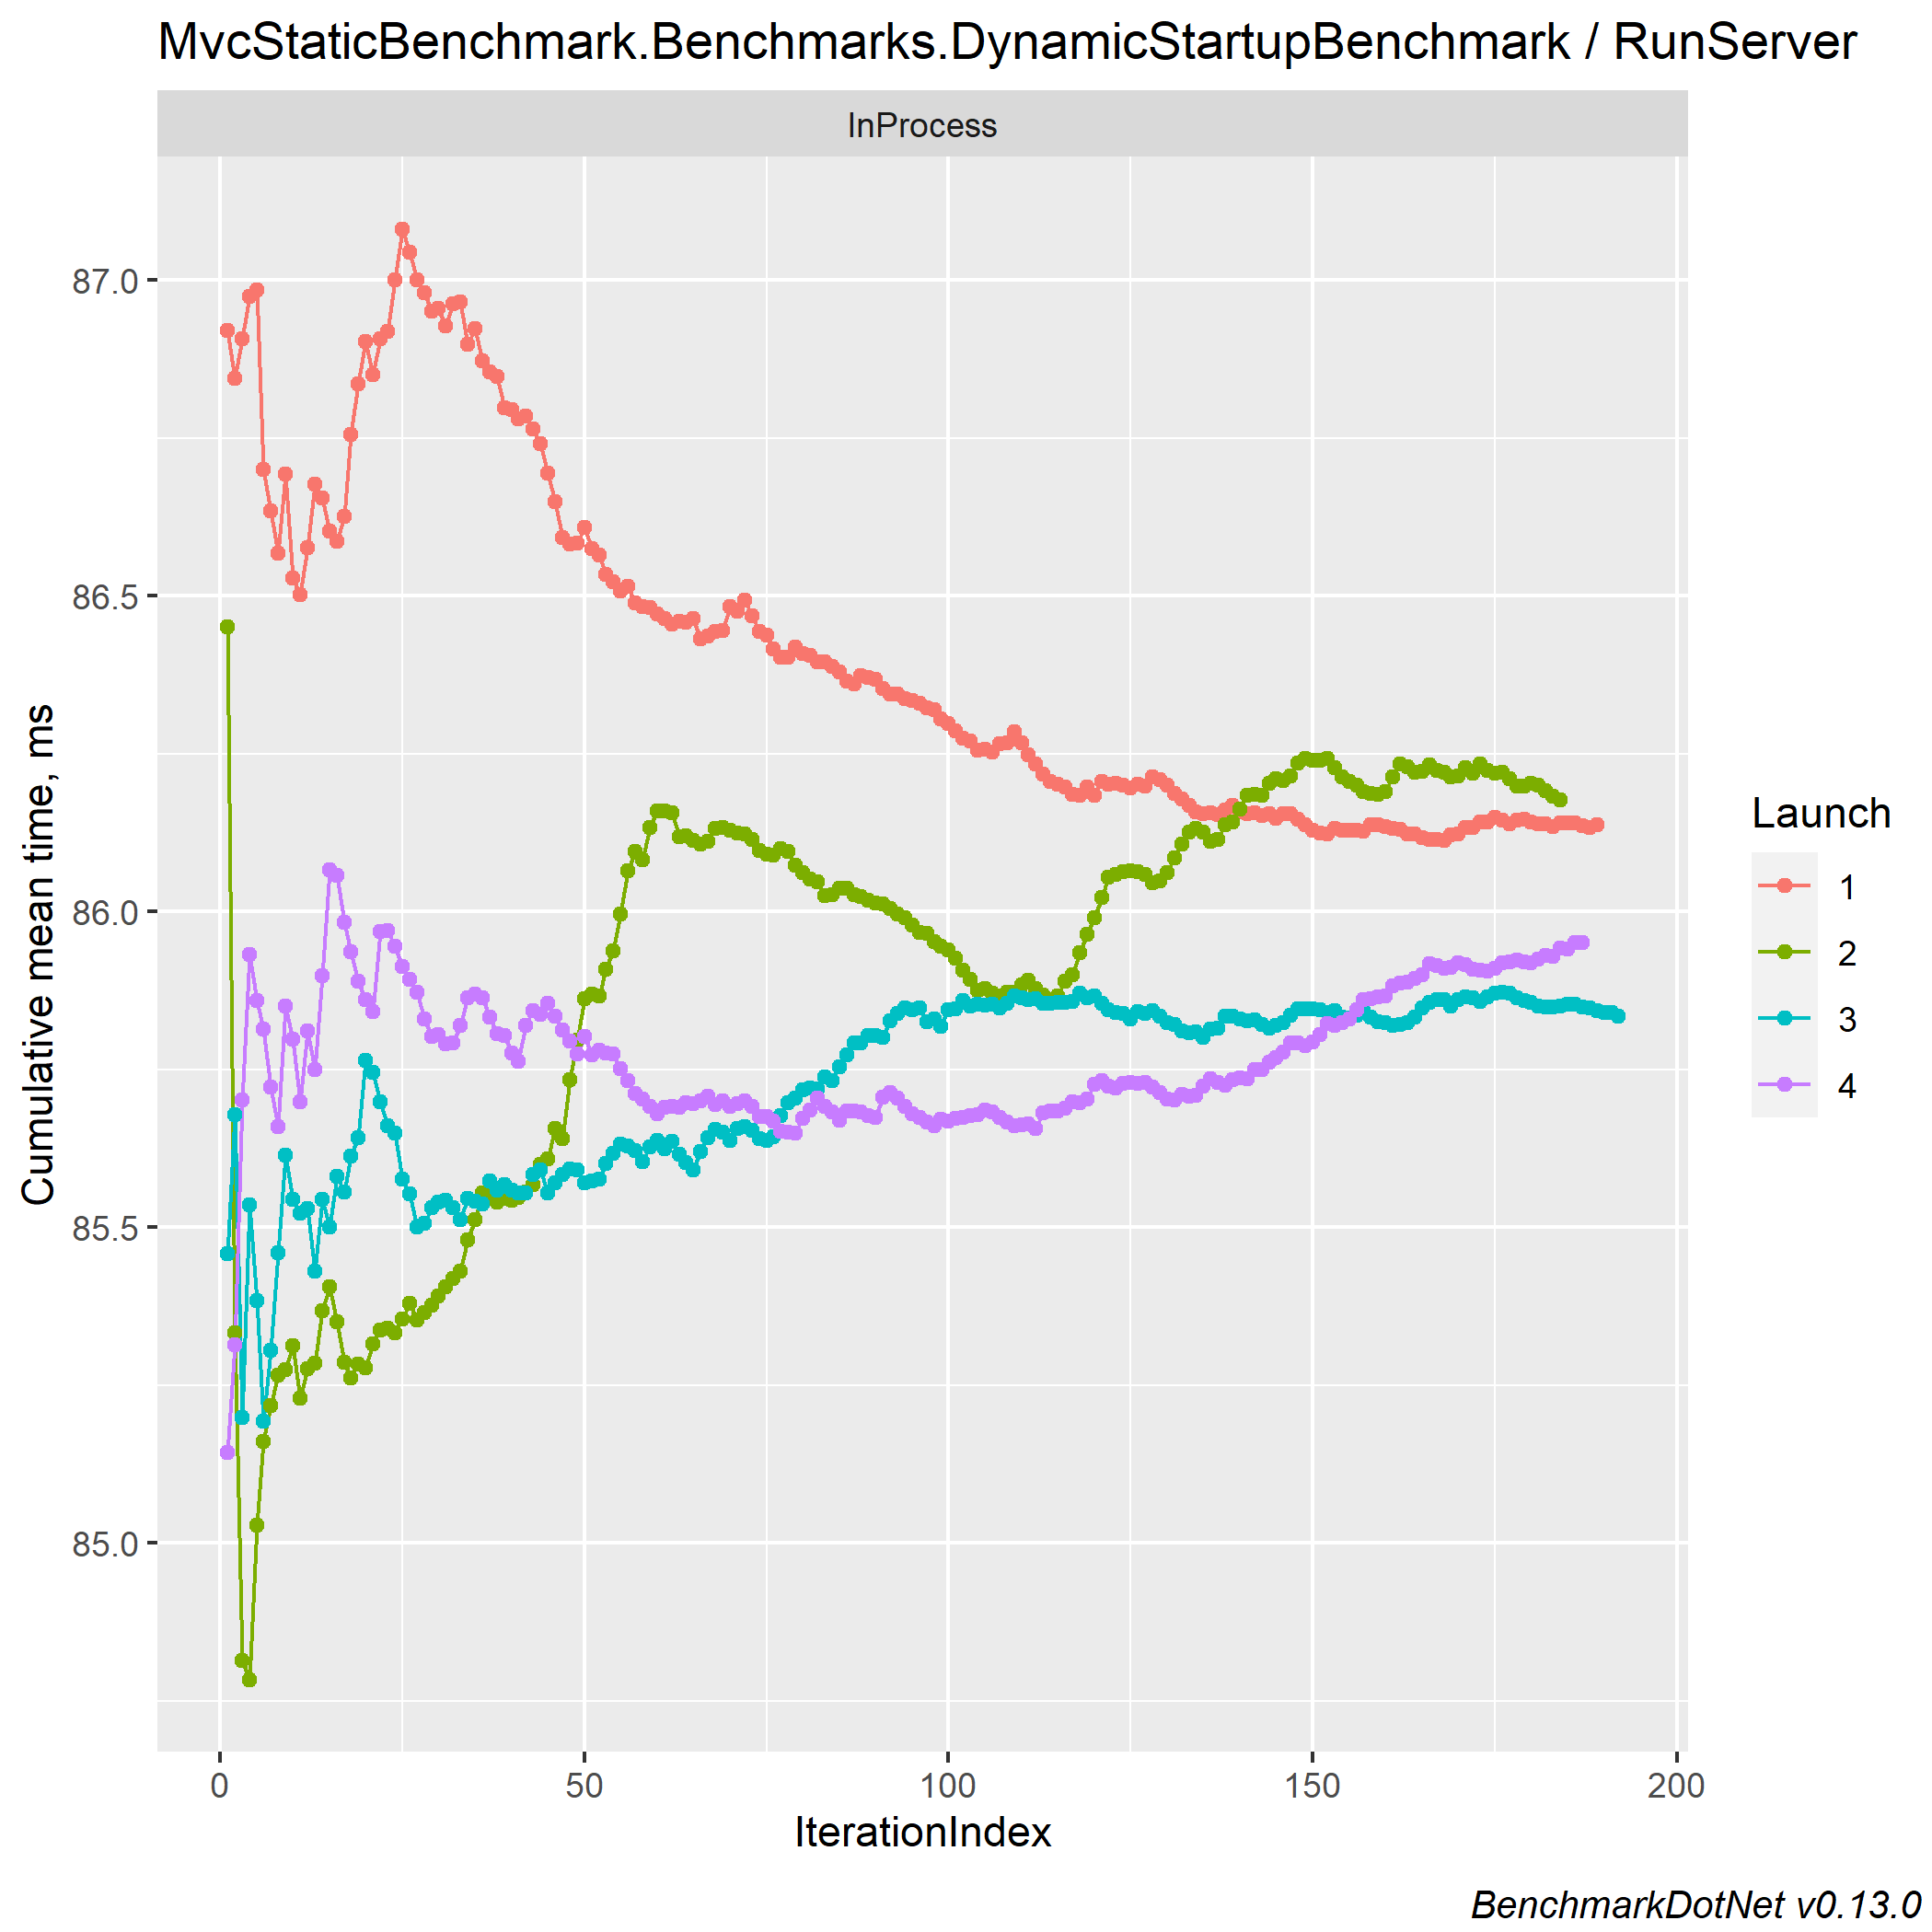 MvcStaticBenchmark.Benchmarks.DynamicStartupBenchmark / RunServer
InProcess
Cumulative mean time, ms
87.0
86.5
86.0
85.5
85.0
0 50 100 150 200
IterationIndex
Launch
1
2
3
4
BenchmarkDotNet v0.13.0